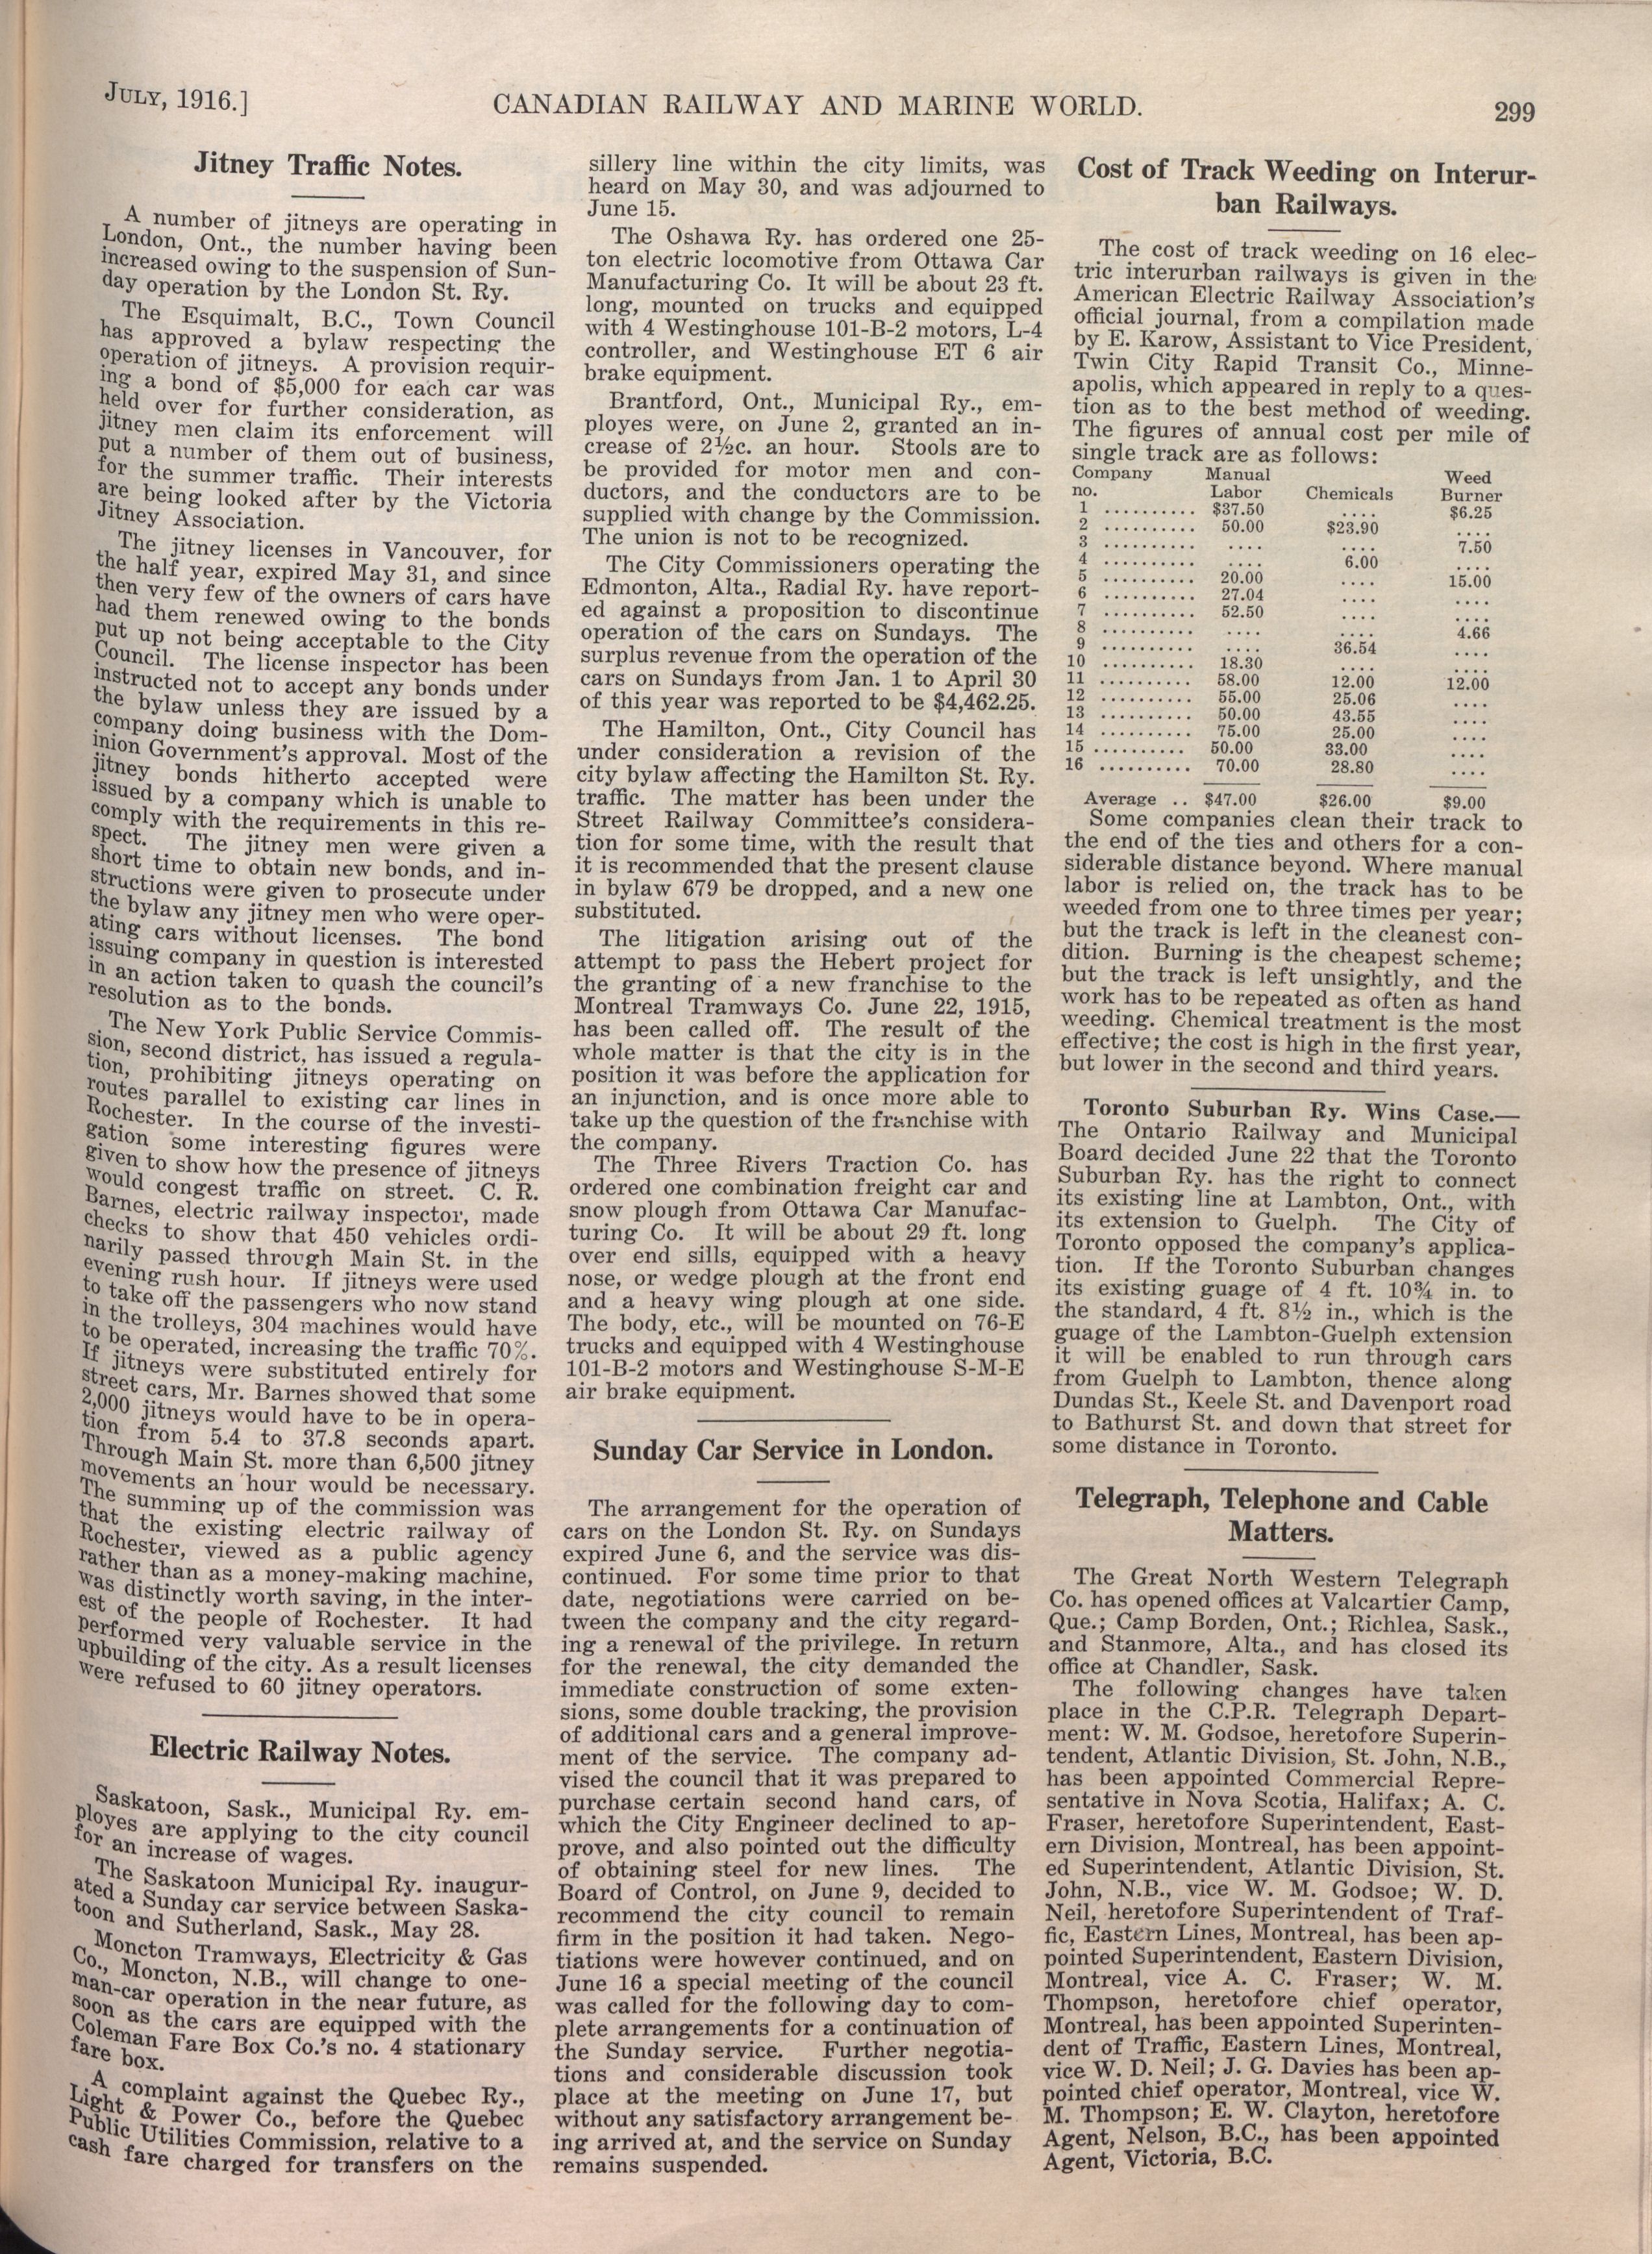 JULY, 1916.]
CANADIAN RAILWAY AND MARINE WORLD.
299
Jitney Traffic Notes.
A number of jitneys are operating in
London, Ont., the number having been
increased owing to the suspension of Sun-
day operation by the London St. Ry.
The Esquimalt, B.C., Town Council
has approved a bylaw respecting the
operation of jitneys. A provision requir-
ing a bond of $5,000 for each car was
held over for further consideration, as
jitney men claim its enforcement will
put a number of them out of business,
for the summer traffic. Their interests
are being looked after by the Victoria
Jitney Association.
The jitney licenses in Vancouver, for
the half year, expired May 31, and since
then very few of the owners of cars have
had them renewed owing to the bonds
put up not being acceptable to the City
Council. The license inspector has been
instructed not to accept any bonds under
the bylaw unless they are issued by a
company doing business with the Dom-
inion Government's approval. Most of the
jitney bonds hitherto accepted were
issued by a company which is unable to
comply with the requirements in this re-
spect. The jitney men were given a
short time to obtain new bonds, and in-
structions were given to prosecute under
the bylaw any jitney men who were oper-
ating cars without licenses. The bond
issuing company in question is interested
in an action taken to quash the council's
resolution as to the bonds.
The New York Public Service Commis-
sion, second district, has issued a regula-
tion, prohibiting jitneys operating on
routes parallel to existing car lines in
Rochester. In the course of the investi-
gation some interesting figures were
given to show how the presence of jitneys
would congest traffic on street. C. R.
Barnes, electric railway inspector, made
checks to show that 450 vehicles ordi-
narily passed through Main St. in the
evening rush hour. If jitneys were used
to take off the passengers who now stand
in the trolleys, 304 machines would have
to be operated, increasing the traffic 70%.
If jitneys were substituted entirely for
street cars, Mr. Barnes showed that some
2,000 jitneys would have to be in opera-
tion from 5.4 to 37.8 seconds apart.
Through Main St. more than 6,500 jitney
movements an hour would be necessary.
The summing up of the commission was
that the existing electric railway of
Rochester, viewed as a public agency
rather than as a money-making machine,
was distinctly worth saving, in the inter-
est of the people of Rochester. It had
performed very valuable service in the
upbuilding of the city. As a result licenses
were refused to 60 jitney operators.
Electric Railway Notes.
Saskatoon, Sask., Municipal Ry. em-
ployes are applying to the city council
for an increase of wages.
The Saskatoon Municipal Ry. inaugur-
ated a Sunday car service between Saska-
toon and Sutherland, Sask., May 28.
Moncton Tramways, Electricity & Gas
Co., Moncton, N.B., will change to one-
man-car operation in the near future, as
soon as the cars are equipped with the
Coleman Fare Box Co.'s no. 4 stationary
fare box.
A complaint against the Quebec Ry.,
Light & Power Co., before the Quebec
Public Utilities Commission, relative to a
cash fare charged for transfers on the
sillery line within the city limits, was
heard on May 30, and was adjourned to
June 15.
The Oshawa Ry. has ordered one 25-
ton electric locomotive from Ottawa Car
Manufacturing Co. It will be about 23 ft.
long, mounted on trucks and equipped
with 4 Westinghouse 101-B-2 motors, L-4
controller, and Westinghouse ET 6 air
brake equipment.
Brantford, Ont., Municipal Ry., em-
ployes were, on June 2, granted an in-
crease of 2½c. an hour. Stools are to
be provided for motor men and con-
ductors, and the conductors are to be
supplied with change by the Commission.
The union is not to be recognized.
The City Commissioners operating the
Edmonton, Alta., Radial Ry. have report-
ed against a proposition to discontinue
operation of the cars on Sundays. The
surplus revenue from the operation of the
cars on Sundays from Jan. 1 to April 30
of this year was reported to be $4,462.25.
The Hamilton, Ont., City Council has
under consideration a revision of the
city bylaw affecting the Hamilton St. Ry.
traffic. The matter has been under the
Street Railway Committee's considera-
tion for some time, with the result that
it is recommended that the present clause
in bylaw 679 be dropped, and a new one
substituted.
The litigation arising out of the
attempt to pass the Hebert project for
the granting of a new franchise to the
Montreal Tramways Co. June 22, 1915,
has been called off. The result of the
whole matter is that the city is in the
position it was before the application for
an injunction, and is once more able to
take up the question of the franchise with
the company.
The Three Rivers Traction Co. has
ordered one combination freight car and
snow plough from Ottawa Car Manufac-
turing Co. It will be about 29 ft. long
over end sills, equipped with a heavy
nose, or wedge plough at the front end
and a heavy wing plough at one side.
The body, etc., will be mounted on 76-E
trucks and equipped with 4 Westinghouse
101-B-2 motors and Westinghouse S-M-E
air brake equipment.
Sunday Car Service in London.
The arrangement for the operation of
cars on the London St. Ry. on Sundays
expired June 6, and the service was dis-
continued. For some time prior to that
date, negotiations were carried on be-
tween the company and the city regard-
ing a renewal of the privilege. In return
for the renewal, the city demanded the
immediate construction of some exten-
sions, some double tracking, the provision
of additional cars and a general improve-
ment of the service. The company ad-
vised the council that it was prepared to
purchase certain second hand cars, of
which the City Engineer declined to ap-
prove, and also pointed out the difficulty
of obtaining steel for new lines. The
Board of Control, on June 9, decided to
recommend the city council to remain
firm in the position it had taken. Nego-
tiations were however continued, and on
June 16 a special meeting of the council
was called for the following day to com-
plete arrangements for a continuation of
the Sunday service. Further negotia-
tions and considerable discussion took
place at the meeting on June 17, but
without any satisfactory arrangement be-
ing arrived at, and the service on Sunday
remains suspended.
Cost of Track Weeding on Interur-
ban Railways.
The cost of track weeding on 16 elec-
tric interurban railways is given in the
American Electric Railway Association's
official journal, from a compilation made
by E. Karow, Assistant to Vice President,
Twin City Rapid Transit Co., Minne-
apolis, which appeared in reply to a ques-
tion as to the best method of weeding.
The figures of annual cost per mile of
single track are as follows:
Company Manual Weed
no. Labor Chemicals Burner
1 .......... $37.50 .... $6.25
2 .......... 50.00 $23.90 ....
3 .......... .... .... 7.50
4 .......... .... 6.00 ....
5 .......... 20.00 .... 15.00
6 .......... 27.04 .... ....
7 .......... 52.50 .... ....
8 .......... .... .... 4.66
9 .......... .... 36.54 ....
10 .......... 18.30 .... ....
11 .......... 58.00 12.00 12.00
12 .......... 55.00 25.06 ....
13 .......... 50.00 43.55 ....
14 .......... 75.00 25.00 ....
15 .......... 50.00 33.00 ....
16 .......... 70.00 28.80 ....
Average .. $47.00 $26.00 $9.00
Some companies clean their track to
the end of the ties and others for a con-
siderable distance beyond. Where manual
labor is relied on, the track has to be
weeded from one to three times per year;
but the track is left in the cleanest con-
dition. Burning is the cheapest scheme;
but the track is left unsightly, and the
work has to be repeated as often as hand
weeding. Chemical treatment is the most
effective; the cost is high in the first year,
but lower in the second and third years.
Toronto Suburban Ry. Wins Case.—
The Ontario Railway and Municipal
Board decided June 22 that the Toronto
Suburban Ry. has the right to connect
its existing line at Lambton, Ont., with
its extension to Guelph. The City of
Toronto opposed the company's applica-
tion. If the Toronto Suburban changes
its existing guage of 4 ft. 10¾ in. to
the standard, 4 ft. 8½ in., which is the
guage of the Lambton-Guelph extension
it will be enabled to run through cars
from Guelph to Lambton, thence along
Dundas St., Keele St. and Davenport road
to Bathurst St. and down that street for
some distance in Toronto.
Telegraph, Telephone and Cable
Matters.
The Great North Western Telegraph
Co. has opened offices at Valcartier Camp,
Que.; Camp Borden, Ont.; Richlea, Sask.,
and Stanmore, Alta., and has closed its
office at Chandler, Sask.
The following changes have taken
place in the C.P.R. Telegraph Depart-
ment: W. M. Godsoe, heretofore Superin-
tendent, Atlantic Division, St. John, N.B.,
has been appointed Commercial Repre-
sentative in Nova Scotia, Halifax; A. C.
Fraser, heretofore Superintendent, East-
ern Division, Montreal, has been appoint-
ed Superintendent, Atlantic Division, St.
John, N.B., vice W. M. Godsoe; W. D.
Neil, heretofore Superintendent of Traf-
fic, Eastern Lines, Montreal, has been ap-
pointed Superintendent, Eastern Division,
Montreal, vice A. C. Fraser; W. M.
Thompson, heretofore chief operator,
Montreal, has been appointed Superinten-
dent of Traffic, Eastern Lines, Montreal,
vice W. D. Neil; J. G. Davies has been ap-
pointed chief operator, Montreal, vice W.
M. Thompson; E. W. Clayton, heretofore
Agent, Nelson, B.C., has been appointed
Agent, Victoria, B.C.